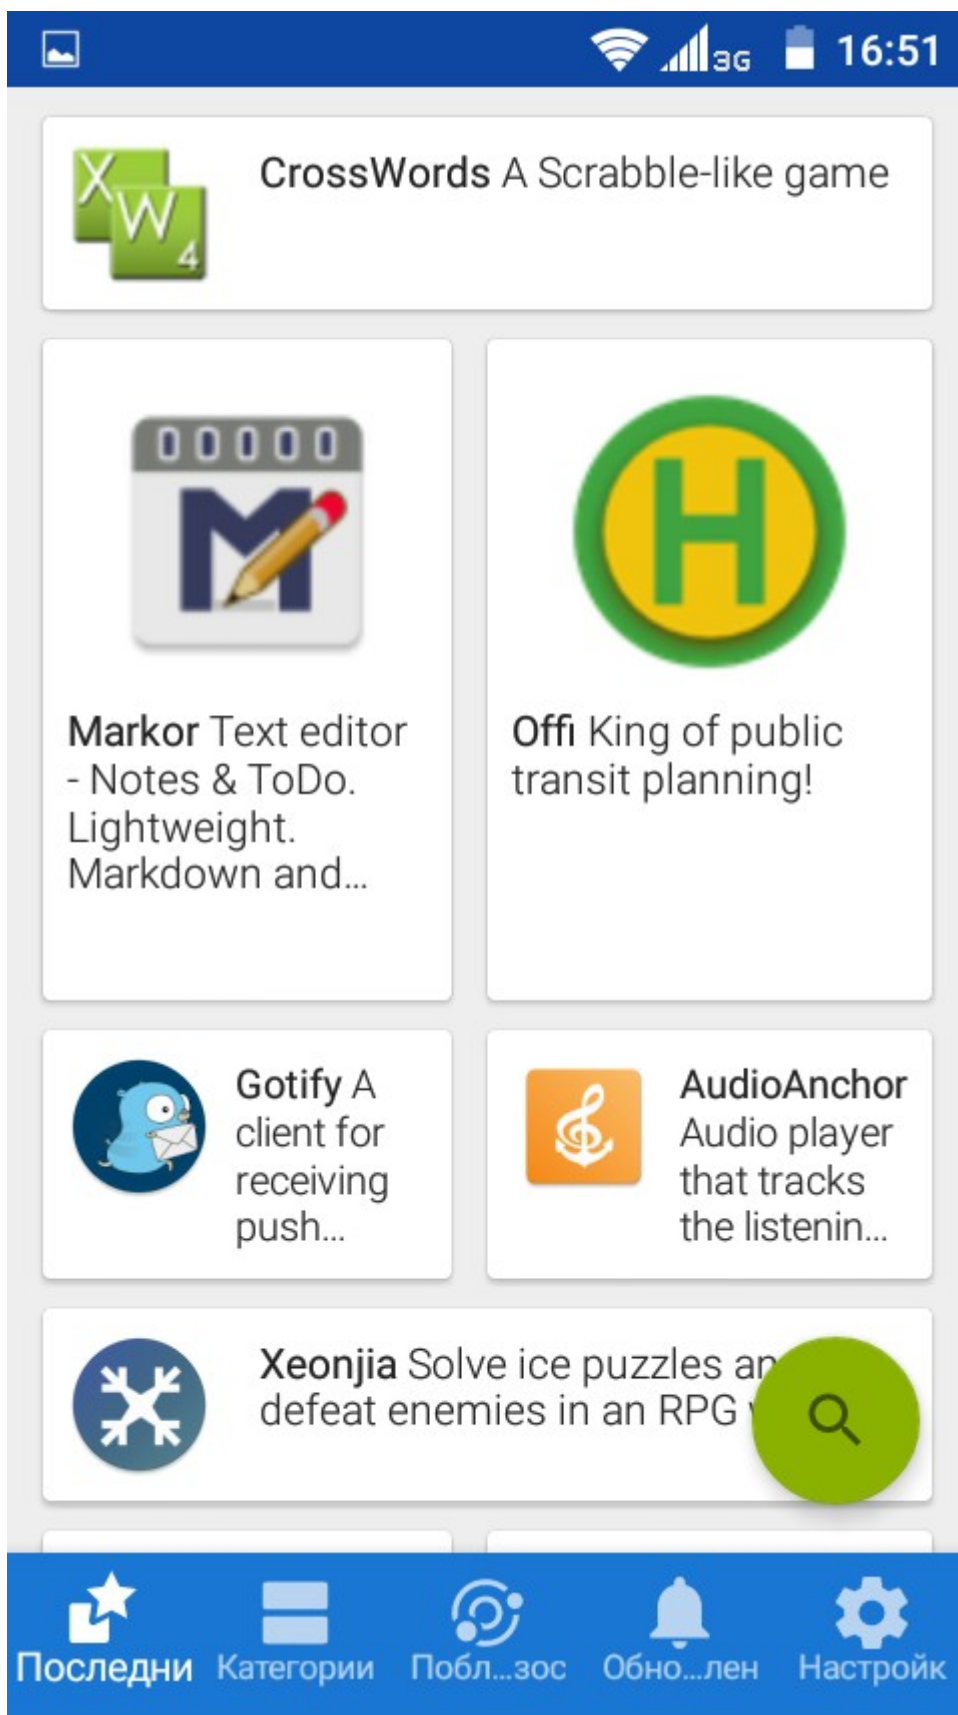 3G 16:51
X
W
4
CrossWords A Scrabble-like game
M
H
Markor Text editor
- Notes & ToDo.
Lightweight.
Markdown and…
Offi King of public
transit planning!
Gotify A
client for
receiving
push…
AudioAnchor
Audio player
that tracks
the listenin…
Xeonjia Solve ice puzzles
defeat enemies in an RPG
Последни
Категории
Побл…зос
Обно…лен
Настройк